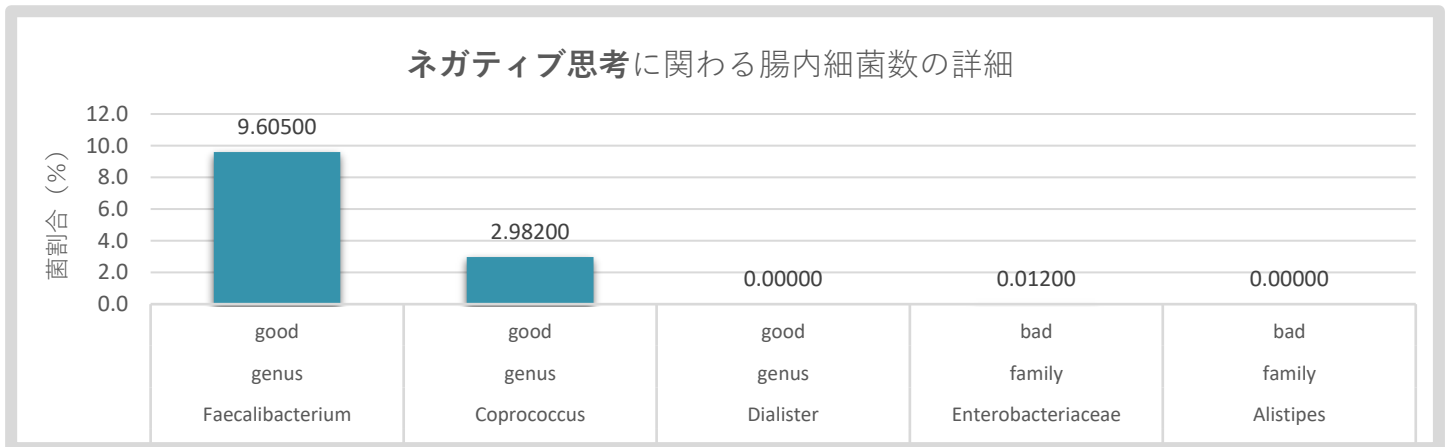 ネガティブ思考に関わる腸内細菌数の詳細
菌割合（%）
12.0
10.0
8.0
6.0
4.0
2.0
0.0
9.60500
2.98200
0.00000
0.01200
0.00000
good good good bad bad
genus genus genus family family
Faecalibacterium Coprococcus Dialister Enterobacteriaceae Alistipes